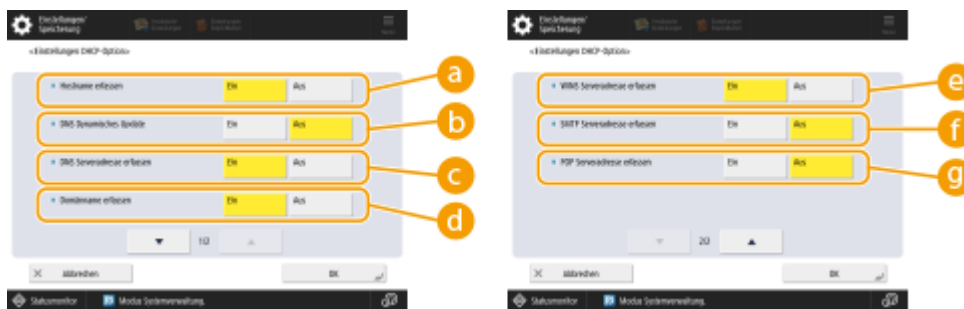 Einstellungen/
Speicherung
<Einstellungen DHCP-Option>
Hostname erfassen
Ein
Aus
a
DNS Dynamisches Update
Ein
Aus
b
DNS Serveradresse erfassen
Ein
Aus
c
Domänname erfassen
Ein
Aus
d
1/2
Abbrechen
OK
Statusmonitor
Modus Systemverwaltung.
Einstellungen/
Speicherung
<Einstellungen DHCP-Option>
WINS Serveradresse erfassen
Ein
Aus
e
SMTP Serveradresse erfassen
Ein
Aus
f
POP Serveradresse erfassen
Ein
Aus
g
2/2
Abbrechen
OK
Statusmonitor
Modus Systemverwaltung.